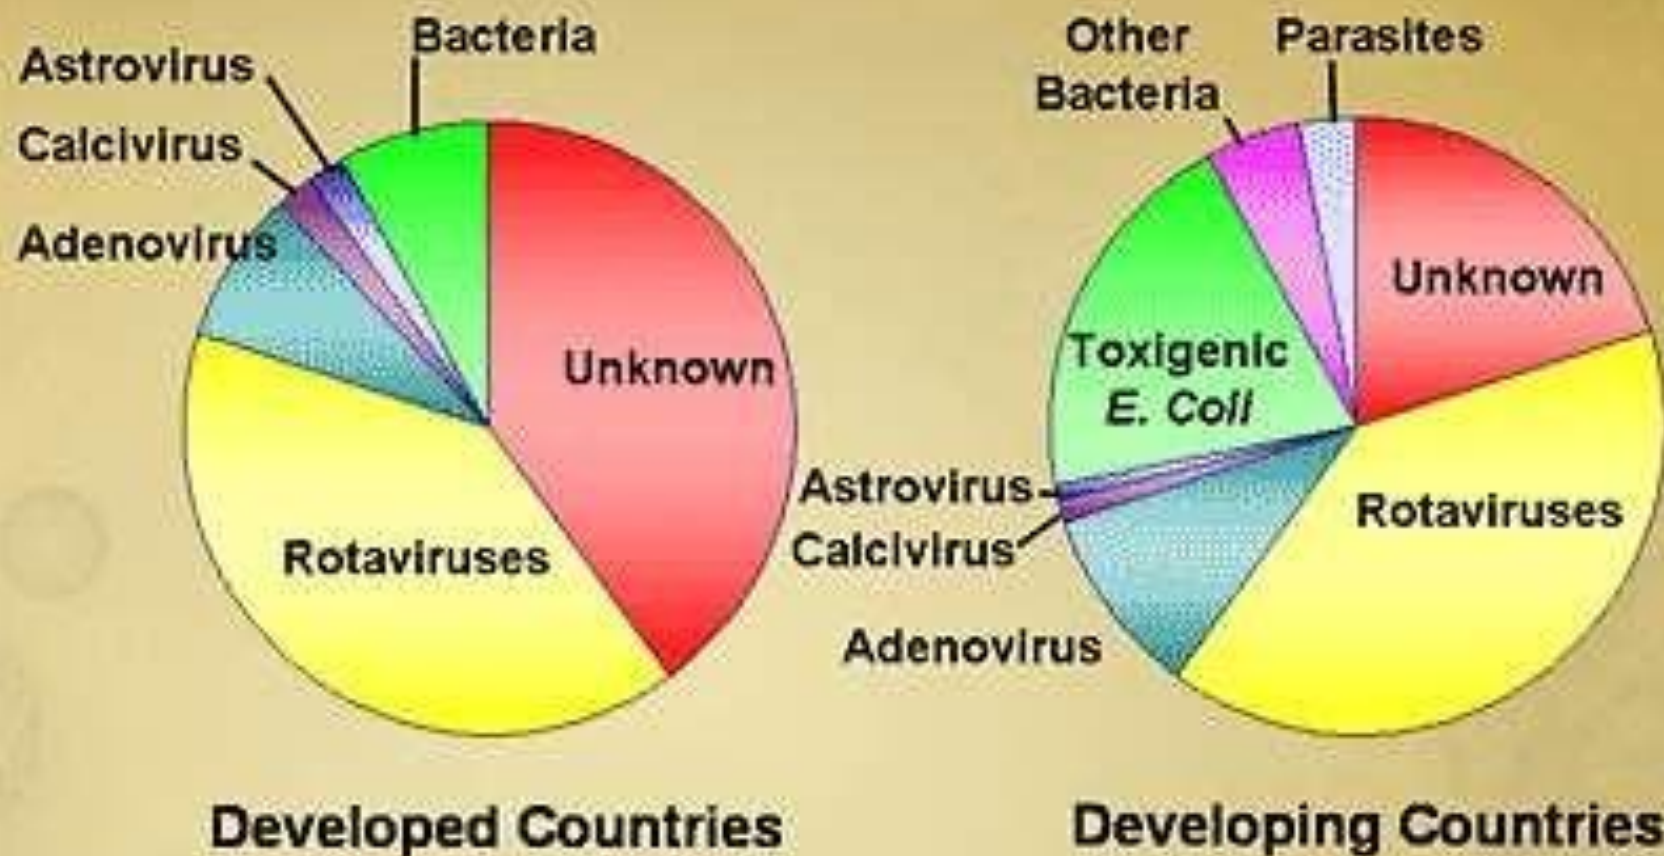 Bacteria
Astrovirus
Calcivirus
Adenovirus
Unknown
Rotaviruses
Developed Countries
Other
Bacteria
Parasites
Unknown
Toxigenic
E. Coli
Astrovirus
Calcivirus
Rotaviruses
Adenovirus
Developing Countries